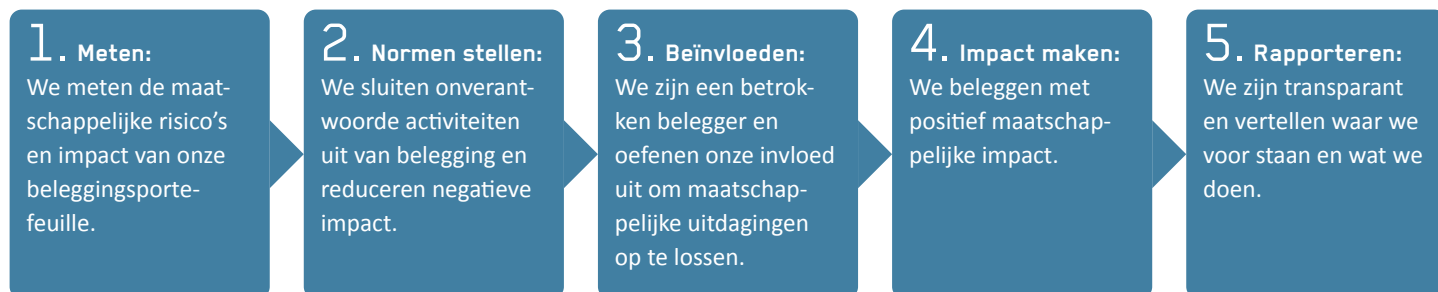 1. Meten:
We meten de maat-
schappelijke risico's
en impact van onze
beleggingsporte-
feuille.
2. Normen stellen:
We sluiten onverant-
woorde activiteiten
uit van belegging en
reduceren negatieve
impact.
3. Beïnvloeden:
We zijn een betrok-
ken belegger en
oefenen onze invloed
uit om maatschap-
pelijke uitdagingen
op te lossen.
4. Impact maken:
We beleggen met
positief maatschap-
pelijke impact.
5. Rapporteren:
We zijn transparant
en vertellen waar we
voor staan en wat we
doen.